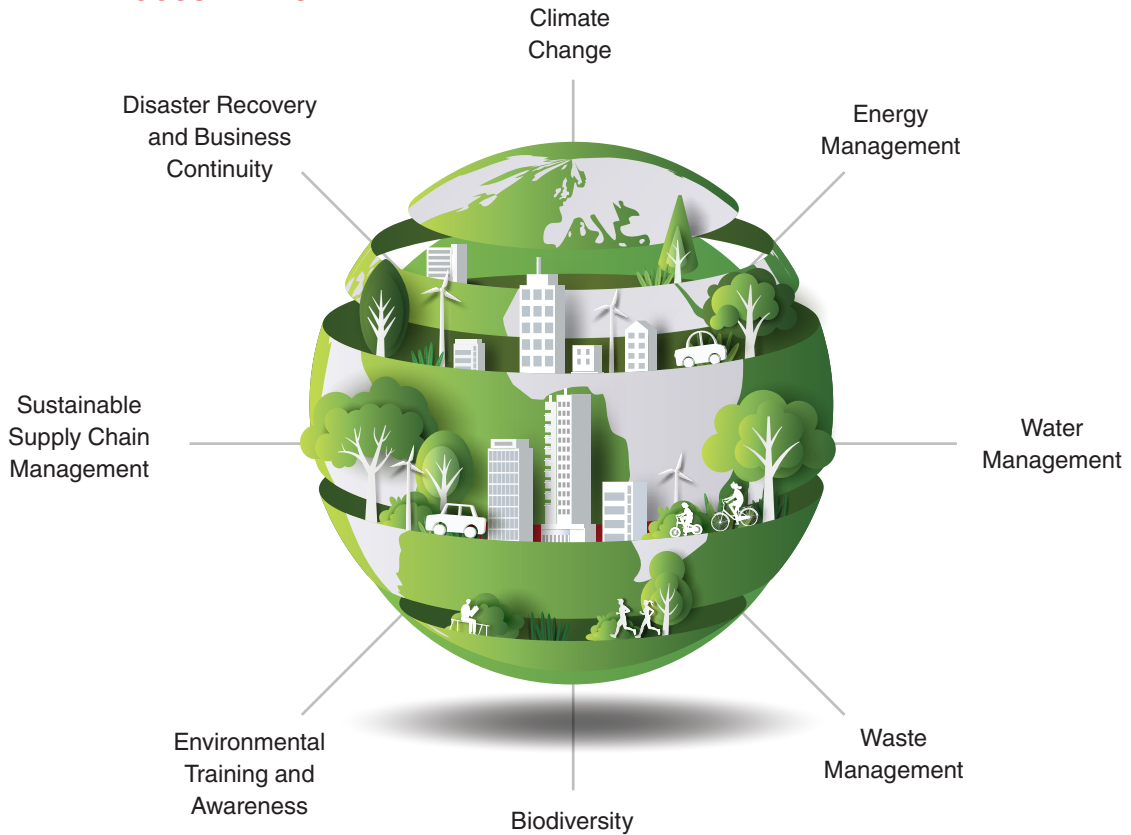 Climate
Change
Energy
Management
Water
Management
Waste
Management
Biodiversity
Environmental
Training and
Awareness
Sustainable
Supply Chain
Management
Disaster Recovery
and Business
Continuity